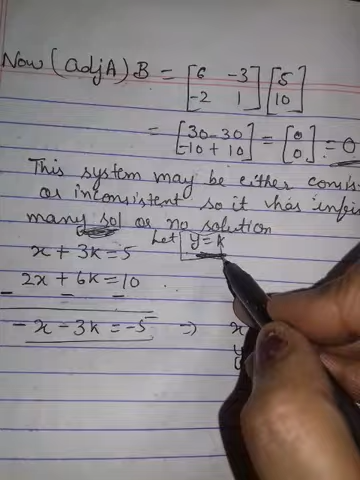 Now (adjA) B = [6 -3 -2 1] [5 10]
= [30-30 -10+10] = [0 0] = 0
This system may be either consis
or inconsistent so it has infin
many sol or no solution
Let y = k
x + 3k = 5
2x + 6k = 10
- - -
-x - 3k = -5 => x
y